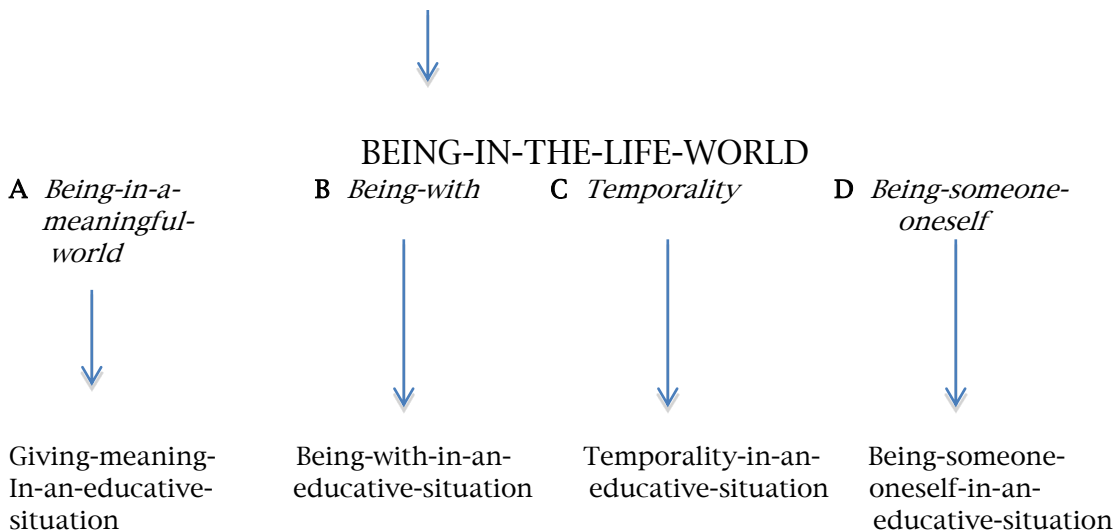 BEING-IN-THE-LIFE-WORLD
A Being-in-a-
meaningful-
world
B Being-with
C Temporality
D Being-someone-
oneself
Giving-meaning-
In-an-educative-
situation
Being-with-in-an-
educative-situation
Temporality-in-an-
educative-situation
Being-someone-
oneself-in-an-
educative-situation